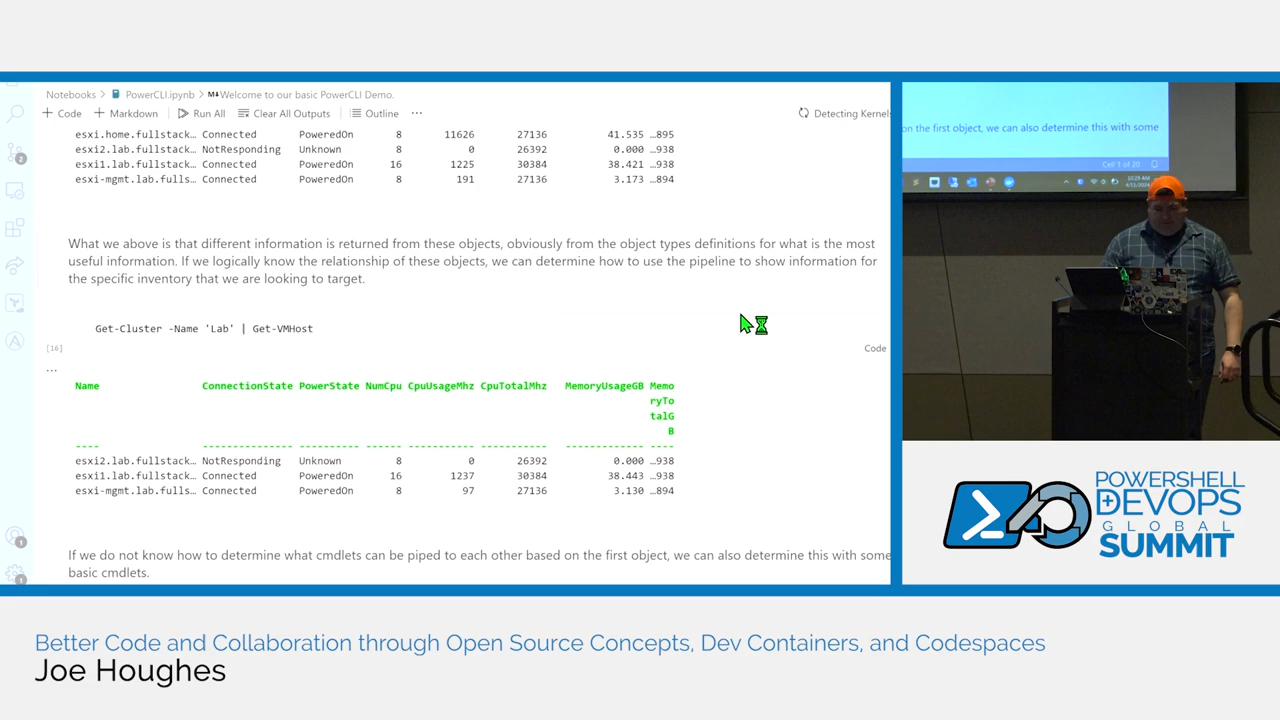 Notebooks > PowerCLI.ipynb > M↓Welcome to our basic PowerCLI Demo.
+ Code + Markdown Run All Clear All Outputs Outline ... Detecting Kernels
esxi.home.fullstack… Connected PoweredOn 8 11626 27136 41.535 …895
esxi2.lab.fullstack… NotResponding Unknown 8 0 26392 0.000 …938
esxi1.lab.fullstack… Connected PoweredOn 16 1225 30384 38.421 …938
esxi-mgmt.lab.fulls… Connected PoweredOn 8 191 27136 3.173 …894
What we above is that different information is returned from these objects, obviously from the object types definitions for what is the most
useful information. If we logically know the relationship of these objects, we can determine how to use the pipeline to show information for
the specific inventory that we are looking to target.
Get-Cluster -Name 'Lab' | Get-VMHost
[16] Code
...
Name ConnectionState PowerState NumCpu CpuUsageMhz CpuTotalMhz MemoryUsageGB Memo
ryTo
talG
B
---- --------------- ---------- ------ ----------- ----------- ------------- ----
esxi2.lab.fullstack… NotResponding Unknown 8 0 26392 0.000 …938
esxi1.lab.fullstack… Connected PoweredOn 16 1237 30384 38.443 …938
esxi-mgmt.lab.fulls… Connected PoweredOn 8 97 27136 3.130 …894
If we do not know how to determine what cmdlets can be piped to each other based on the first object, we can also determine this with some
basic cmdlets.
2
1
1
on the first object, we can also determine this with some
Cell 1 of 20
10:29 AM
POWERSHELL
+ DEVOPS
GLOBAL
SUMMIT
Better Code and Collaboration through Open Source Concepts, Dev Containers, and Codespaces
Joe Houghes